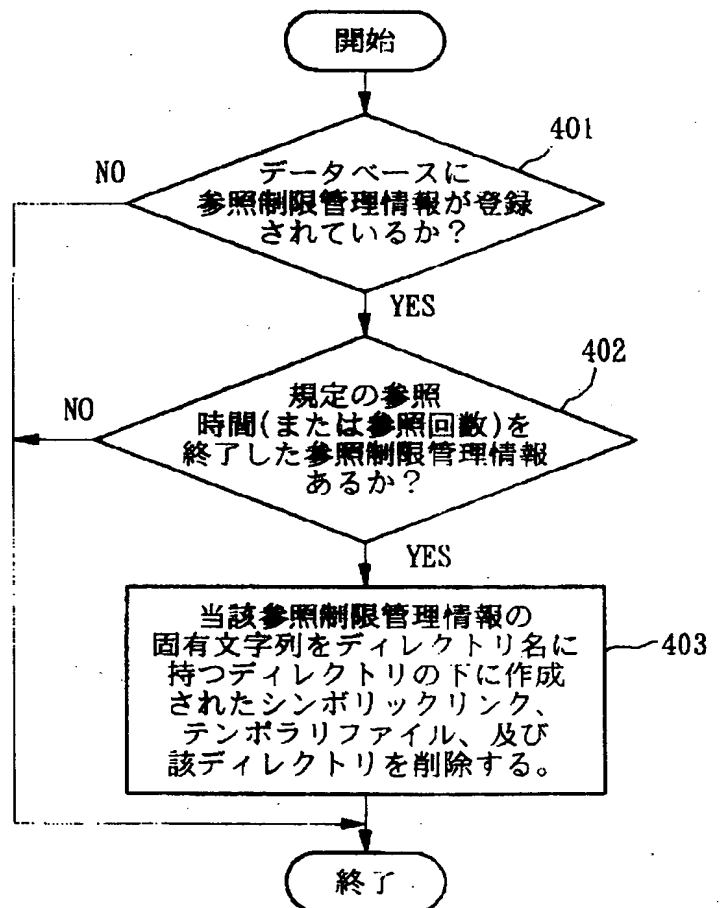 開始
401
NO
データベースに
参照制限管理情報が登録
されているか？
YES
402
NO
規定の参照
時間(または参照回数)を
終了した参照制限管理情報
あるか？
YES
当該参照制限管理情報の
固有文字列をディレクトリ名に
持つディレクトリの下に作成
されたシンボリックリンク、
テンポラリファイル、及び
該ディレクトリを削除する。
403
終了